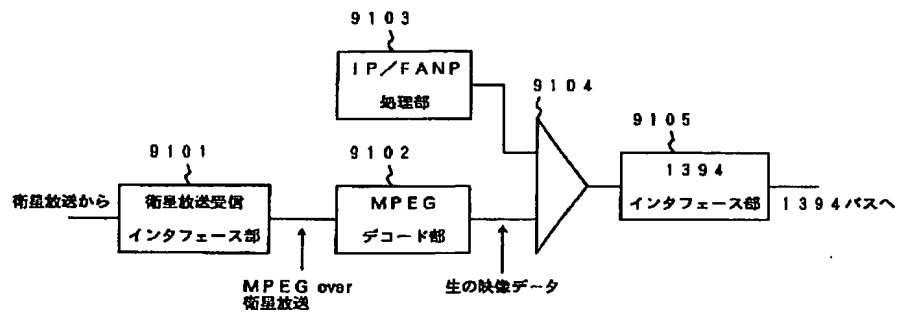 9103
IP/FANP
処理部
9104
9105
9101
9102
1394
衛星放送から
衛星放送受信
インタフェース部
MPEG
デコード部
インタフェース部
1394バスへ
MPEG over
衛星放送
生の映像データ